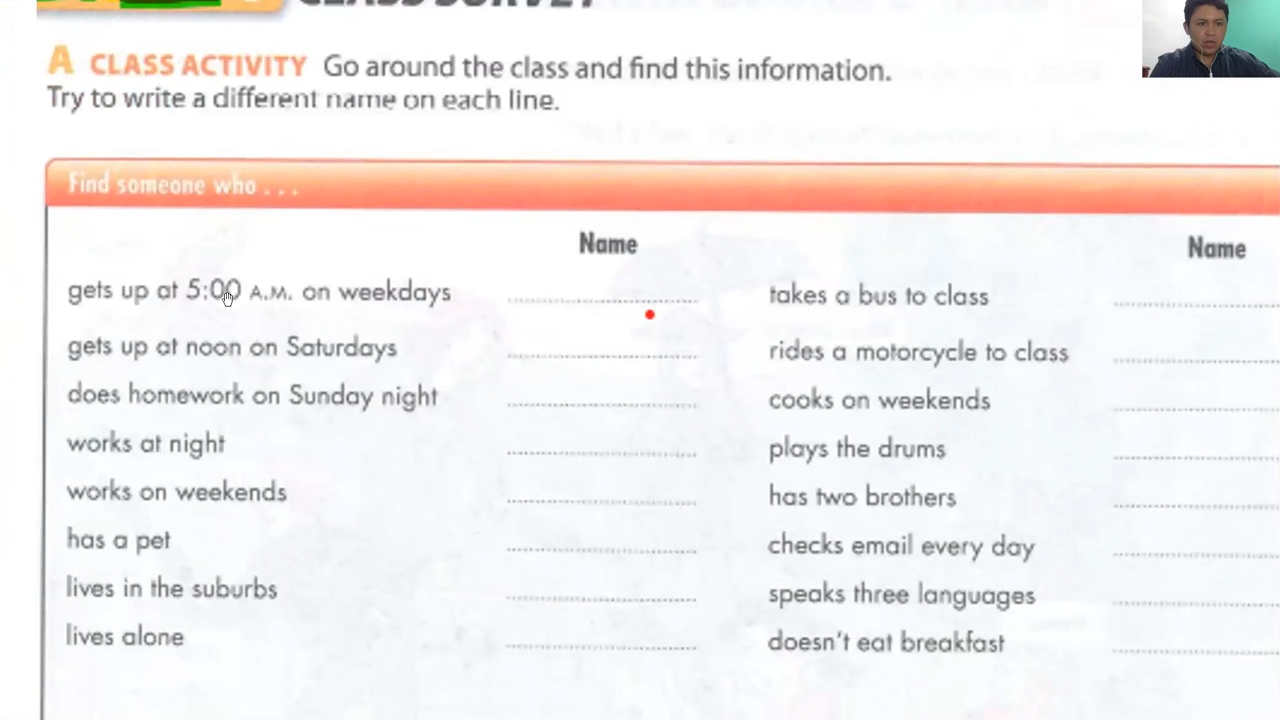 CLASS SURVEY
A CLASS ACTIVITY Go around the class and find this information.
Try to write a different name on each line.
Find someone who . . .
Name
gets up at 5:00 A.M. on weekdays
gets up at noon on Saturdays
does homework on Sunday night
works at night
works on weekends
has a pet
lives in the suburbs
lives alone
Name
takes a bus to class
rides a motorcycle to class
cooks on weekends
plays the drums
has two brothers
checks email every day
speaks three languages
doesn't eat breakfast